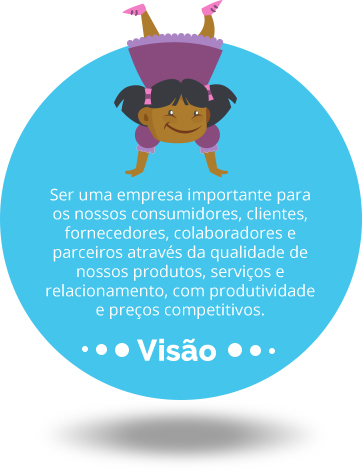 Ser uma empresa importante para
os nossos consumidores, clientes,
fornecedores, colaboradores e
parceiros através da qualidade de
nossos produtos, serviços e
relacionamento, com produtividade
e preços competitivos.
Visão